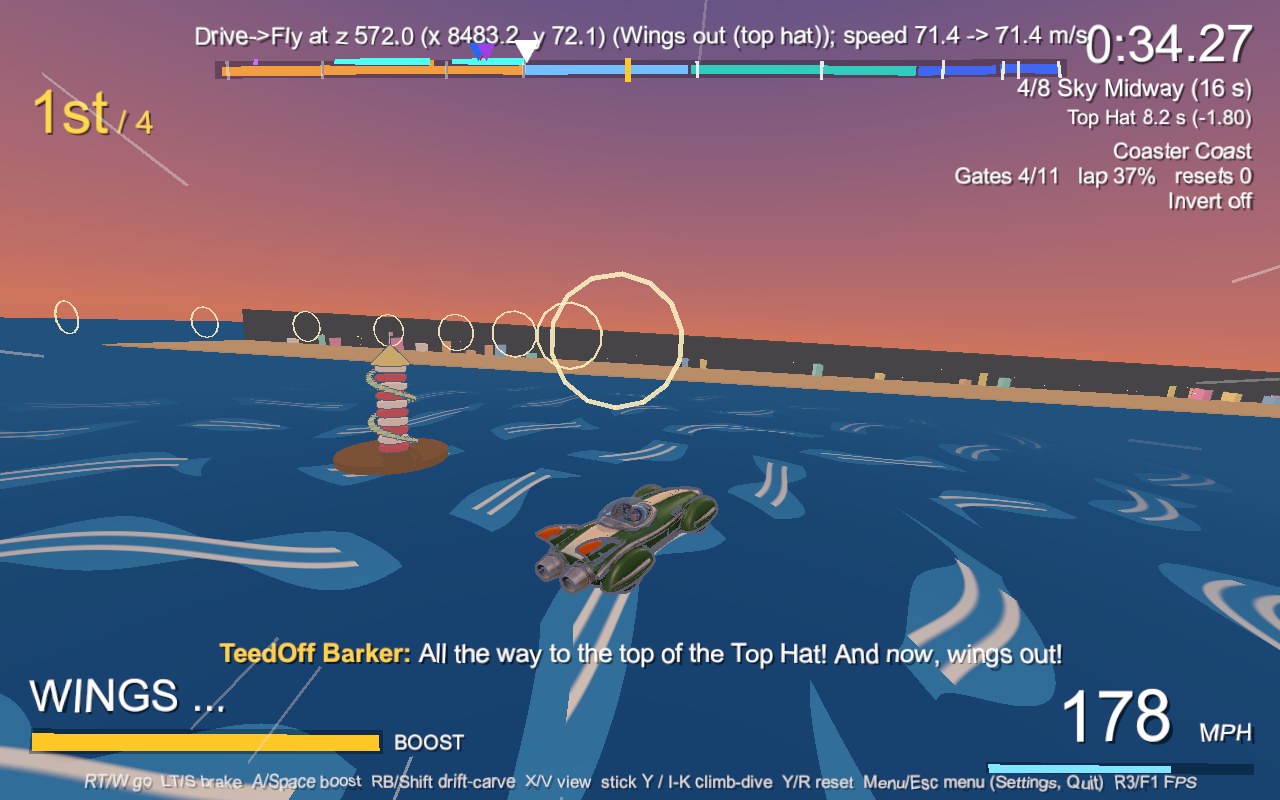 Drive->Fly at z 572.0 (x 8483.2 y 72.1) (Wings out (top hat)); speed 71.4 -> 71.4 m/s
0:34.27
1st / 4
4/8 Sky Midway (16 s)
Top Hat 8.2 s (-1.80)
Coaster Coast
Gates 4/11 lap 37% resets 0
Invert off
TeedOff Barker: All the way to the top of the Top Hat! And now, wings out!
WINGS ...
178 MPH
BOOST
RT/W go LT/S brake A/Space boost RB/Shift drift-carve X/V view stick Y / I-K climb-dive Y/R reset Menu/Esc menu (Settings, Quit) R3/F1 FPS